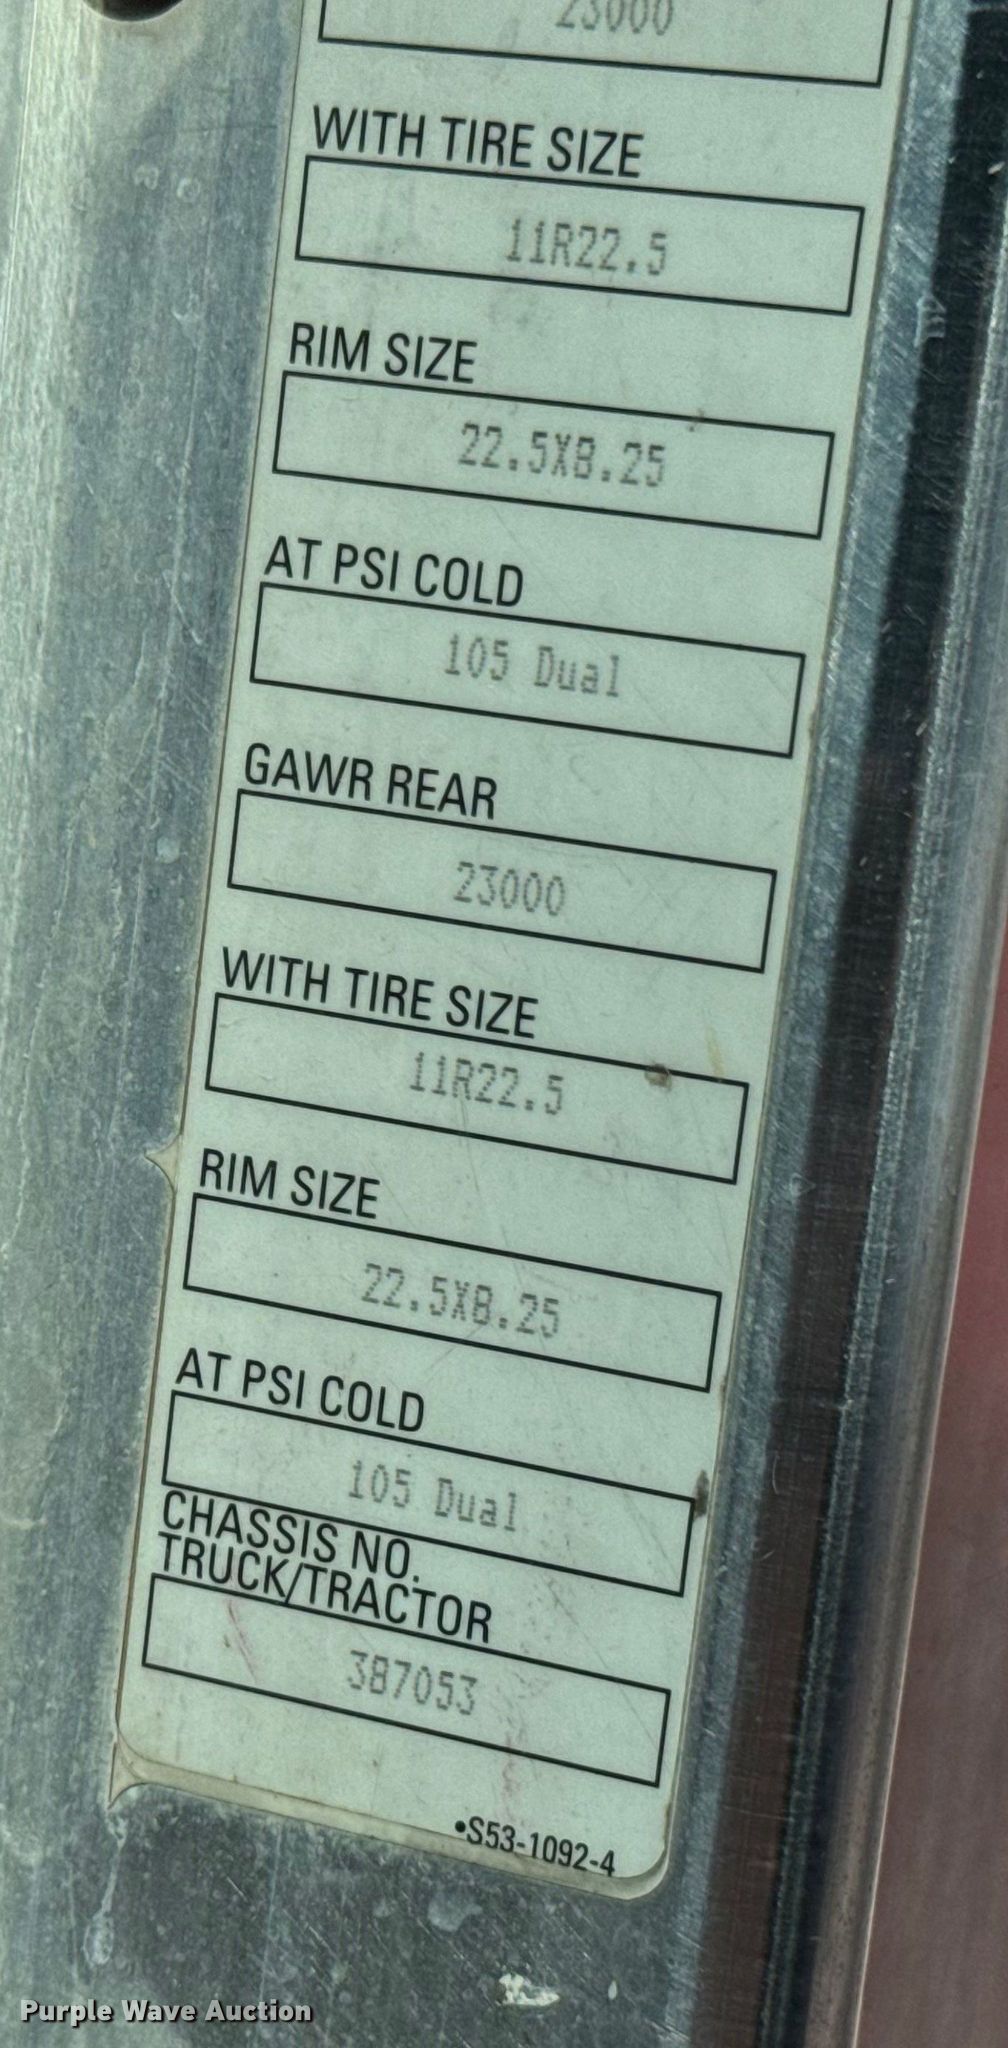 23000
WITH TIRE SIZE
11R22.5
RIM SIZE
22.5X8.25
AT PSI COLD
105 Dual
GAWR REAR
23000
WITH TIRE SIZE
11R22.5
RIM SIZE
22.5X8.25
AT PSI COLD
105 Dual
CHASSIS NO.
TRUCK/TRACTOR
387053
•S53-1092-4
Purple Wave Auction